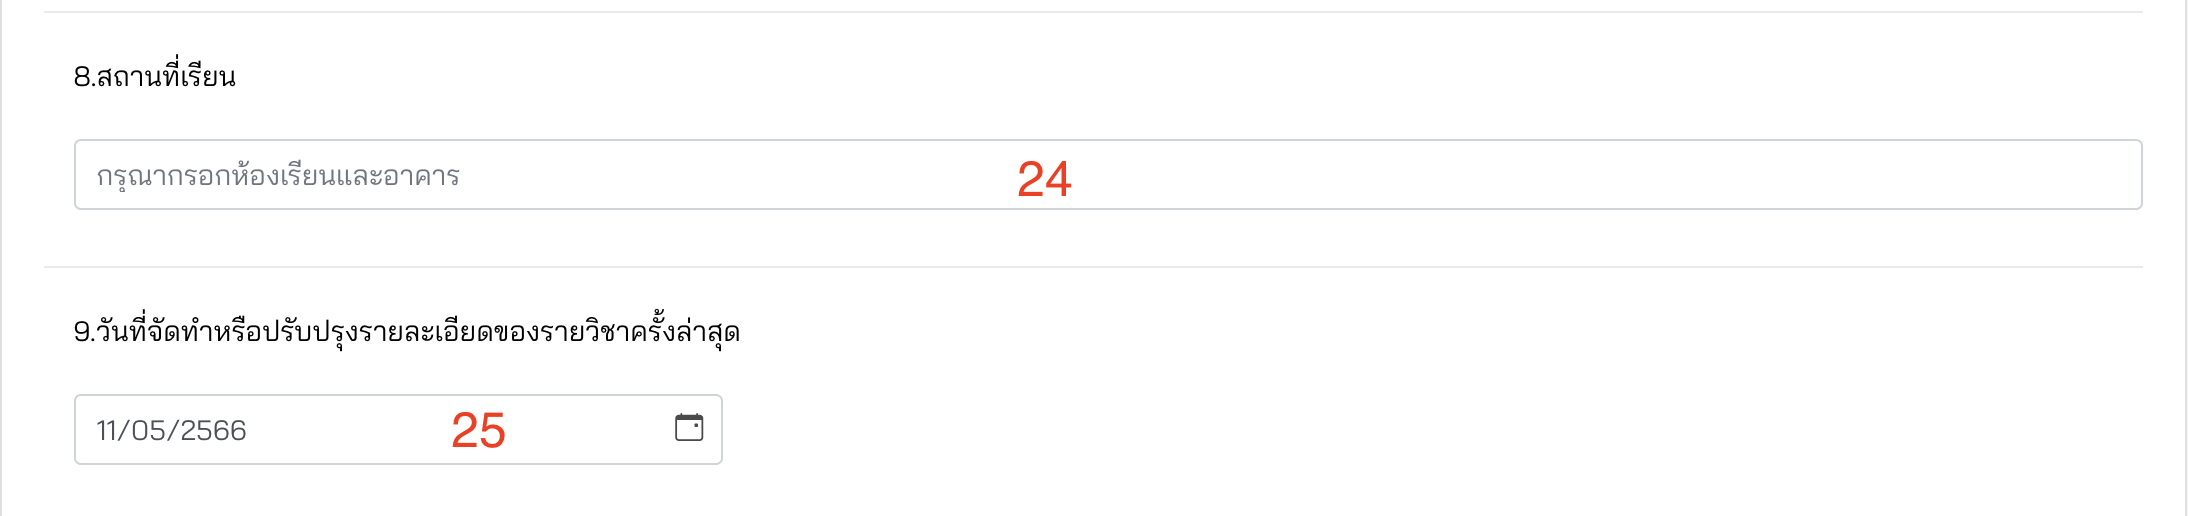 8.สถานที่เรียน
กรุณากรอกห้องเรียนและอาคาร 24
9.วันที่จัดทำหรือปรับปรุงรายละเอียดของรายวิชาครั้งล่าสุด
11/05/2566 25